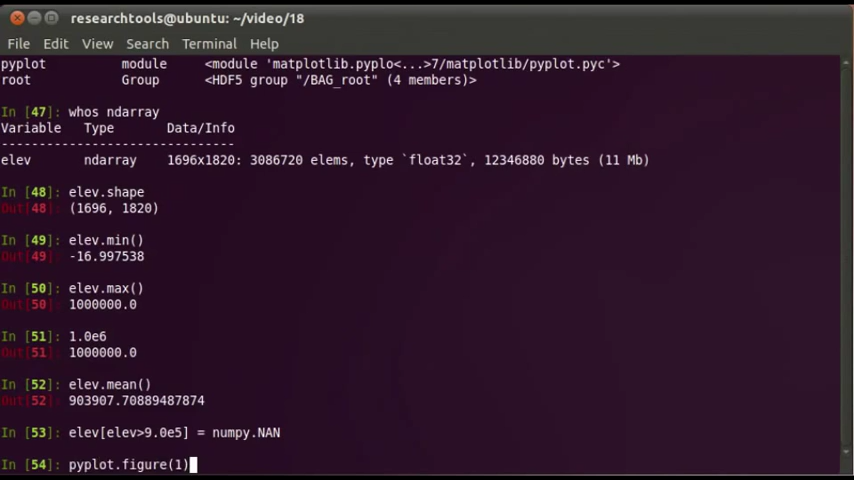 researchtools@ubuntu: ~/video/18
File Edit View Search Terminal Help
pyplot module <module 'matplotlib.pyplo<...>7/matplotlib/pyplot.pyc'>
root Group <HDF5 group "/BAG_root" (4 members)>
In [47]: whos ndarray
Variable Type Data/Info
-------------------------------
elev ndarray 1696x1820: 3086720 elems, type `float32`, 12346880 bytes (11 Mb)
In [48]: elev.shape
Out[48]: (1696, 1820)
In [49]: elev.min()
Out[49]: -16.997538
In [50]: elev.max()
Out[50]: 1000000.0
In [51]: 1.0e6
Out[51]: 1000000.0
In [52]: elev.mean()
Out[52]: 903907.70889487874
In [53]: elev[elev>9.0e5] = numpy.NAN
In [54]: pyplot.figure(1)